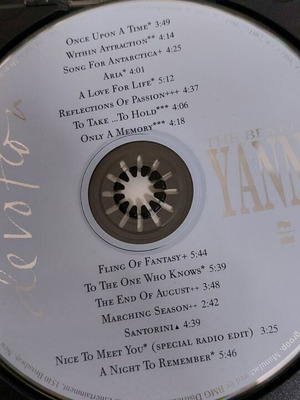 Once Upon A Time* 3:49
Within Attraction** 4:14
Song For Antarctica+ 4:25
Aria* 4:01
A Love For Life* 5:12
Reflections Of Passion+++ 4:37
To Take ...To Hold*** 4:06
Only A Memory*** 4:18
devotion
THE BEST
YANN
Fling Of Fantasy+ 5:44
To The One Who Knows* 5:39
The End Of August++ 3:48
Marching Season++ 2:42
Santorini▲ 4:39
Nice To Meet You* (special radio edit) 3:25
A Night To Remember* 5:46
Entertainment, 1540 Broadway, New